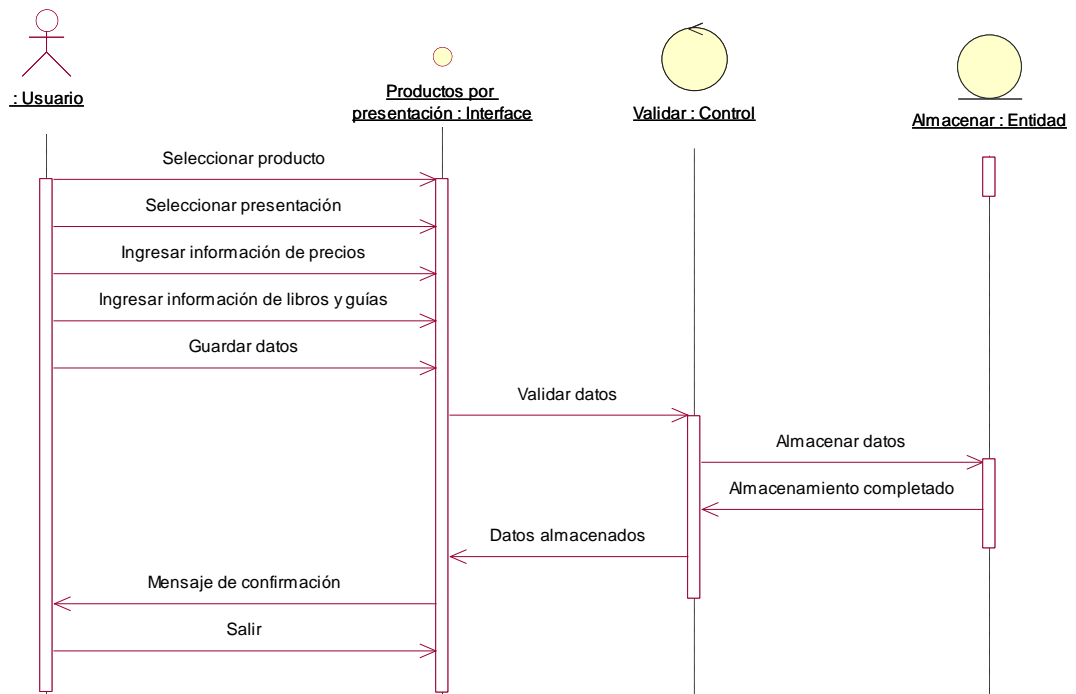 : Usuario
Productos por
presentación : Interface
Validar : Control
Almacenar : Entidad
Seleccionar producto
Seleccionar presentación
Ingresar información de precios
Ingresar información de libros y guías
Guardar datos
Validar datos
Almacenar datos
Almacenamiento completado
Datos almacenados
Mensaje de confirmación
Salir